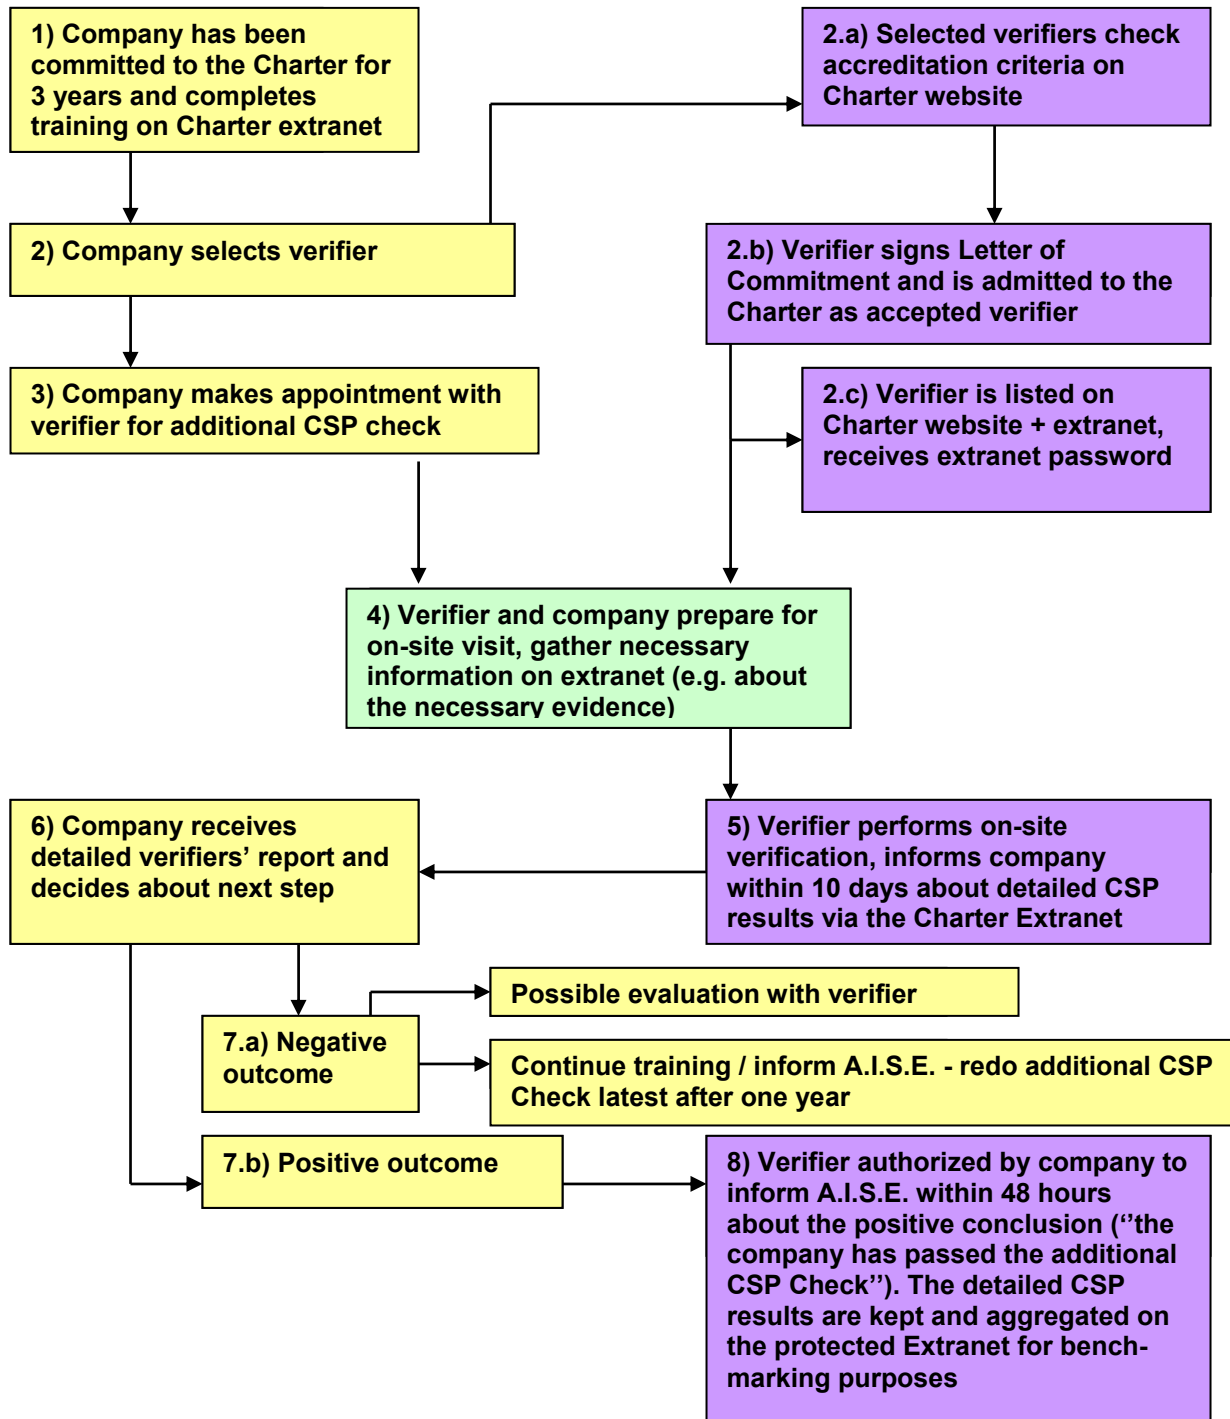 1) Company has been
committed to the Charter for
3 years and completes
training on Charter extranet
2.a) Selected verifiers check
accreditation criteria on
Charter website
2) Company selects verifier
2.b) Verifier signs Letter of
Commitment and is admitted to the
Charter as accepted verifier
3) Company makes appointment with
verifier for additional CSP check
2.c) Verifier is listed on
Charter website + extranet,
receives extranet password
4) Verifier and company prepare for
on-site visit, gather necessary
information on extranet (e.g. about
the necessary evidence)
5) Verifier performs on-site
verification, informs company
within 10 days about detailed CSP
results via the Charter Extranet
6) Company receives
detailed verifiers’ report and
decides about next step
Possible evaluation with verifier
7.a) Negative
outcome
Continue training / inform A.I.S.E. - redo additional CSP
Check latest after one year
7.b) Positive outcome
8) Verifier authorized by company to
inform A.I.S.E. within 48 hours
about the positive conclusion (‘’the
company has passed the additional
CSP Check’’). The detailed CSP
results are kept and aggregated on
the protected Extranet for bench-
marking purposes